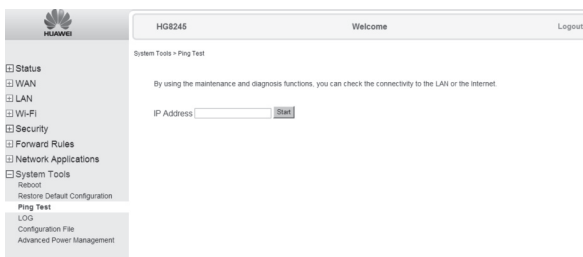 HUAWEI
HG8245
Welcome
Logout
System Tools > Ping Test
Status
WAN
LAN
Wi-Fi
Security
Forward Rules
Network Applications
System Tools
Reboot
Restore Default Configuration
Ping Test
LOG
Configuration File
Advanced Power Management
By using the maintenance and diagnosis functions, you can check the connectivity to the LAN or the Internet.
IP Address Start